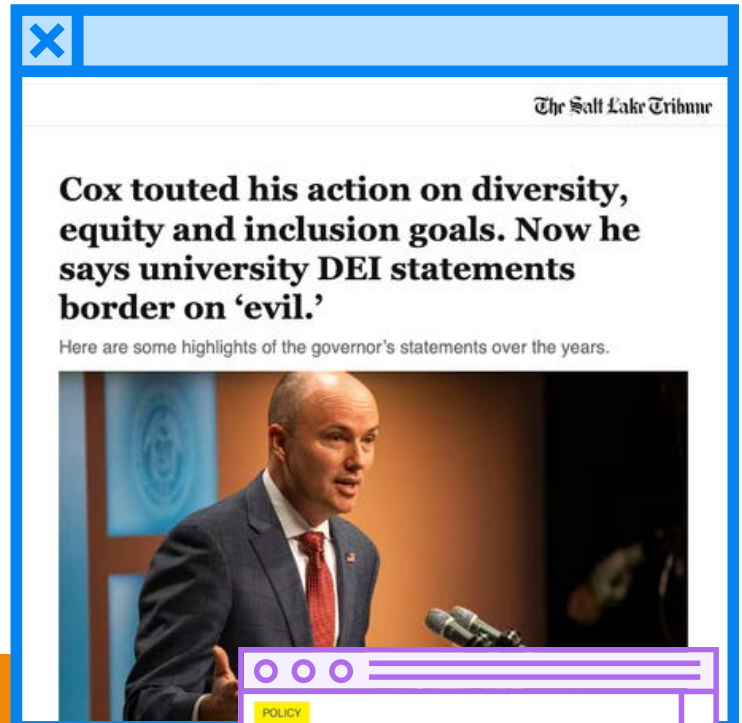 The Salt Lake Tribune
Cox touted his action on diversity,
equity and inclusion goals. Now he
says university DEI statements
border on ‘evil.’
Here are some highlights of the governor’s statements over the years.
POLICY